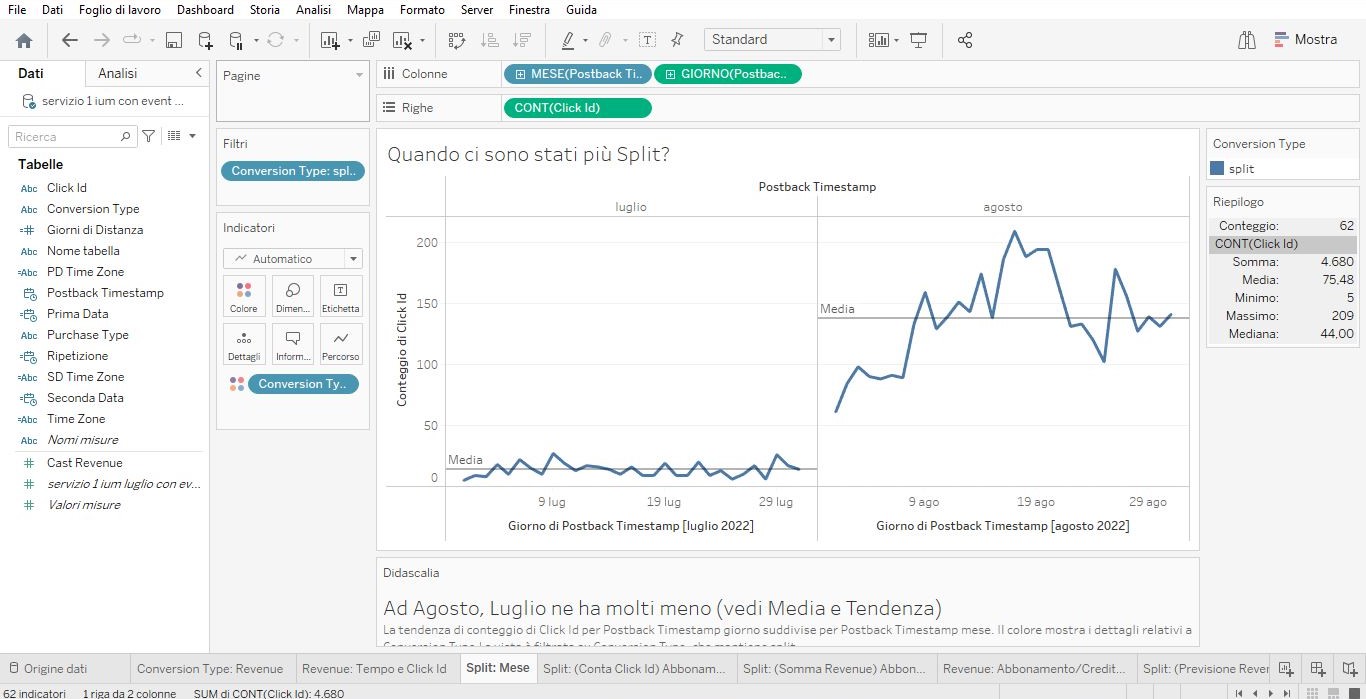 File Dati Foglio di lavoro Dashboard Storia Analisi Mappa Formato Server Finestra Guida
Standard
Mostra
Dati Analisi
servizio 1 ium con event ...
Ricerca
Tabelle
Abc Click Id
Abc Conversion Type
=# Giorni di Distanza
Abc Nome tabella
=Abc PD Time Zone
Postback Timestamp
Prima Data
Abc Purchase Type
Ripetizione
=Abc SD Time Zone
Seconda Data
=Abc Time Zone
Abc Nomi misure
# Cast Revenue
# servizio 1 ium luglio con ev...
# Valori misure
Pagine
Filtri
Conversion Type: spl..
Indicatori
Automatico
Colore Dimen... Etichetta
Dettagli Inform... Percorso
Conversion Ty..
Colonne MESE(Postback Ti.. GIORNO(Postbac..
Righe CONT(Click Id)
Quando ci sono stati più Split?
Postback Timestamp
luglio agosto
Conteggio di Click Id
200
150
100
50
0
Media
Media
9 lug 19 lug 29 lug 9 ago 19 ago 29 ago
Giorno di Postback Timestamp [luglio 2022] Giorno di Postback Timestamp [agosto 2022]
Didascalia
Ad Agosto, Luglio ne ha molti meno (vedi Media e Tendenza)
La tendenza di conteggio di Click Id per Postback Timestamp giorno suddivise per Postback Timestamp mese. Il colore mostra i dettagli relativi a
Conversion Type. La vista è filtrata su Conversion Type, che mantiene split.
Conversion Type
split
Riepilogo
Conteggio: 62
CONT(Click Id)
Somma: 4.680
Media: 75,48
Minimo: 5
Massimo: 209
Mediana: 44,00
Origine dati Conversion Type: Revenue Revenue: Tempo e Click Id Split: Mese Split: (Conta Click Id) Abbonam... Split: (Somma Revenue) Abbon... Revenue: Abbonamento/Credit... Split: (Previsione Rever
62 indicatori 1 riga da 2 colonne SUM di CONT(Click Id): 4.680